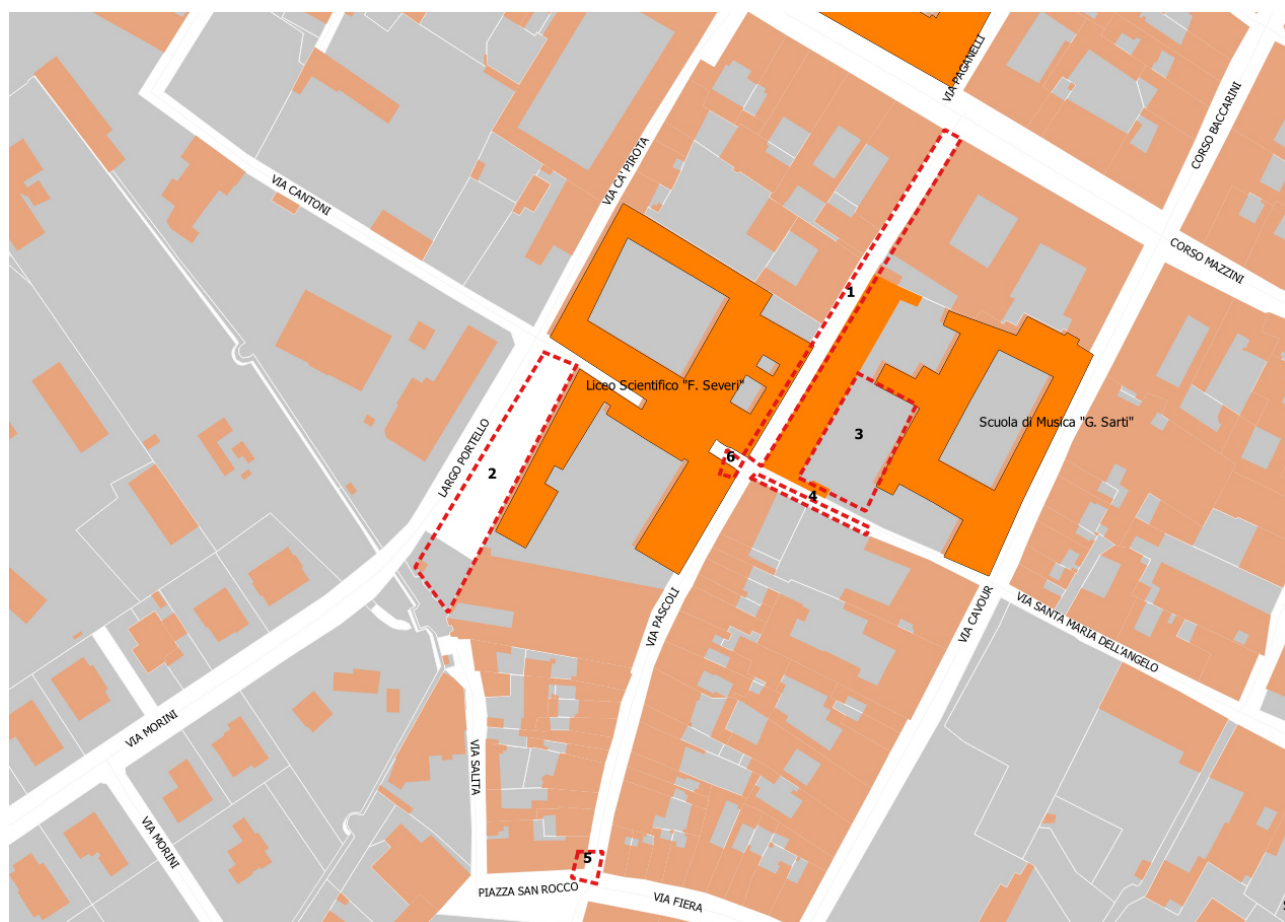 VIA PAGANELLI
CORSO BACCARINI
VIA CA' PIROTA
VIA CANTONI
CORSO MAZZINI
1
Liceo Scientifico "F. Severi"
Scuola di Musica "G. Sarti"
LARGO PORTELLO
3
6
2
4
VIA PASCOLI
VIA CAVOUR
VIA SANTA MARIA DELL'ANGELO
VIA MORINI
VIA SALITA
VIA MORINI
5
PIAZZA SAN ROCCO
VIA FIERA